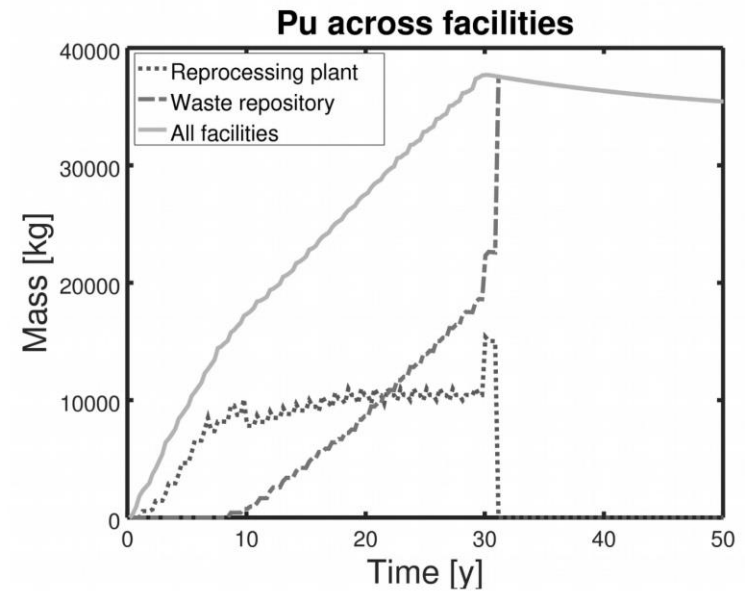 Pu across facilities
40000
30000
20000
10000
0
Mass [kg]
Reprocessing plant
Waste repository
All facilities
0 10 20 30 40 50
Time [y]